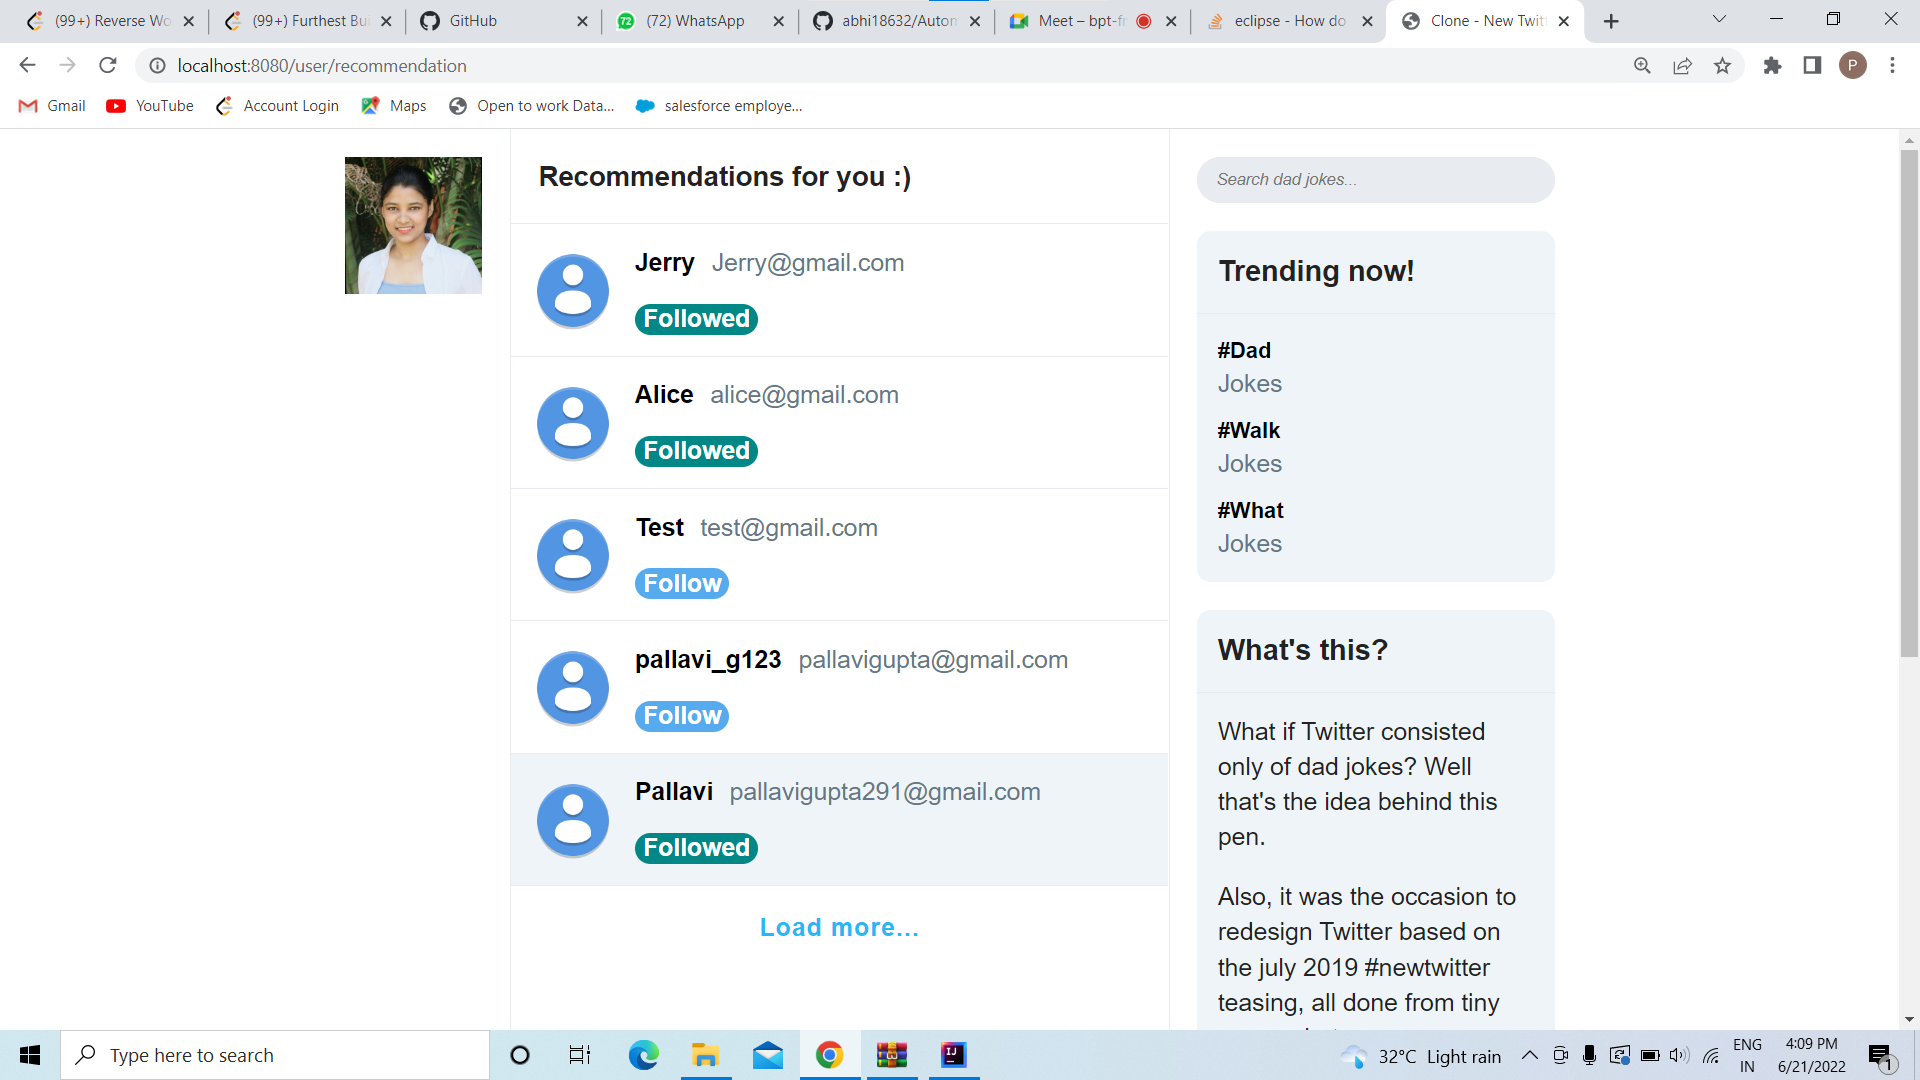 (99+) Reverse Wo
(99+) Furthest Bui
GitHub
(72) WhatsApp
abhi18632/Autom
Meet – bpt-fr
eclipse - How do
Clone - New Twitt
localhost:8080/user/recommendation
P
Gmail
YouTube
Account Login
Maps
Open to work Data...
salesforce employe...
Recommendations for you :)
Jerry Jerry@gmail.com
Followed
Alice alice@gmail.com
Followed
Test test@gmail.com
Follow
pallavi_g123 pallavigupta@gmail.com
Follow
Pallavi pallavigupta291@gmail.com
Followed
Load more...
Search dad jokes...
Trending now!
#Dad
Jokes
#Walk
Jokes
#What
Jokes
What's this?
What if Twitter consisted
only of dad jokes? Well
that's the idea behind this
pen.
Also, it was the occasion to
redesign Twitter based on
the july 2019 #newtwitter
teasing, all done from tiny
Type here to search
32°C Light rain
ENG
IN
4:09 PM
6/21/2022
1